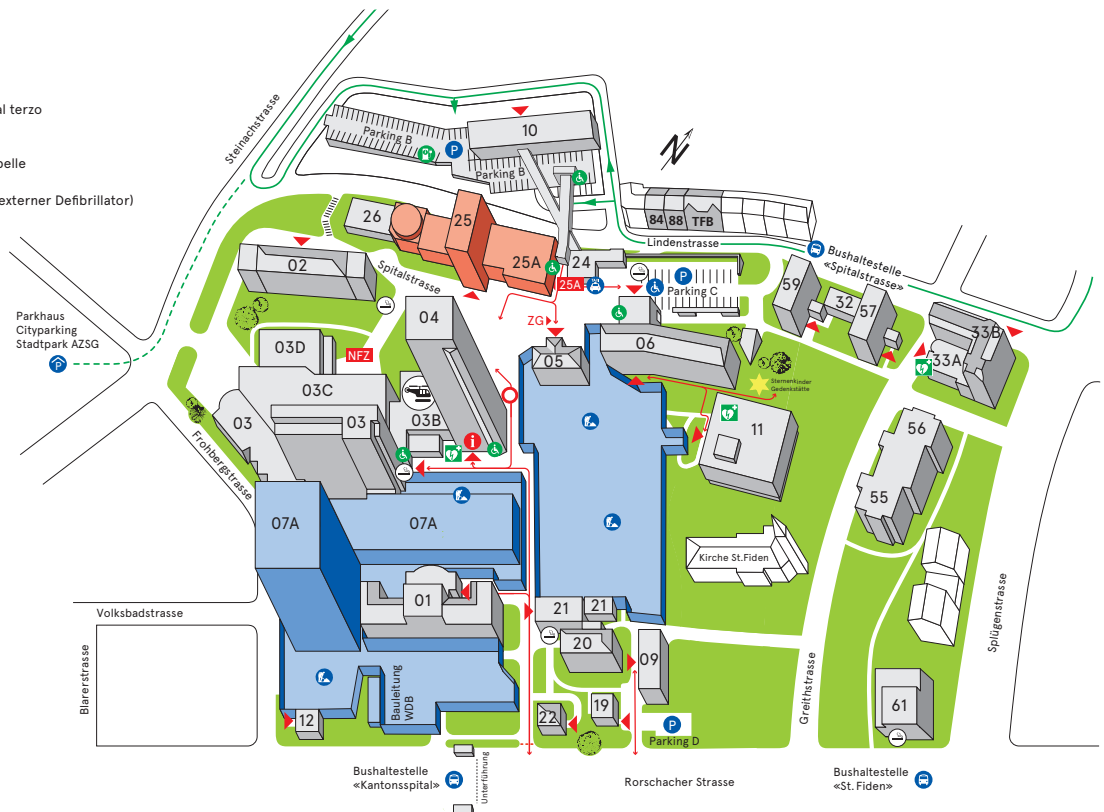 al terzo
pelle
externer Defibrillator)
Steinachstrasse
Parking B
P
10
Parking B
N
84 88 TFB
Lindenstrasse
Bushaltestelle
«Spitalstrasse»
26
25
25A
24
25A
TAXI
P
Parking C
02
Spitalstrasse
59
32
57
33B
33A
Parkhaus
Cityparking
Stadtpark AZSG
P
04
ZG
05
06
03D
NFZ
Sternenkinder
Gedenkstätte
03C
03
03
03B
i
11
56
55
Frohbergstrasse
07A
07A
Kirche St.Fiden
01
21
21
20
09
Volksbadstrasse
Blarerstrasse
Bauleitung
WDB
12
22
19
P
Parking D
Greithstrasse
Splügenstrasse
61
Unterführung
Bushaltestelle
«Kantonsspital»
Rorschacher Strasse
Bushaltestelle
«St. Fiden»